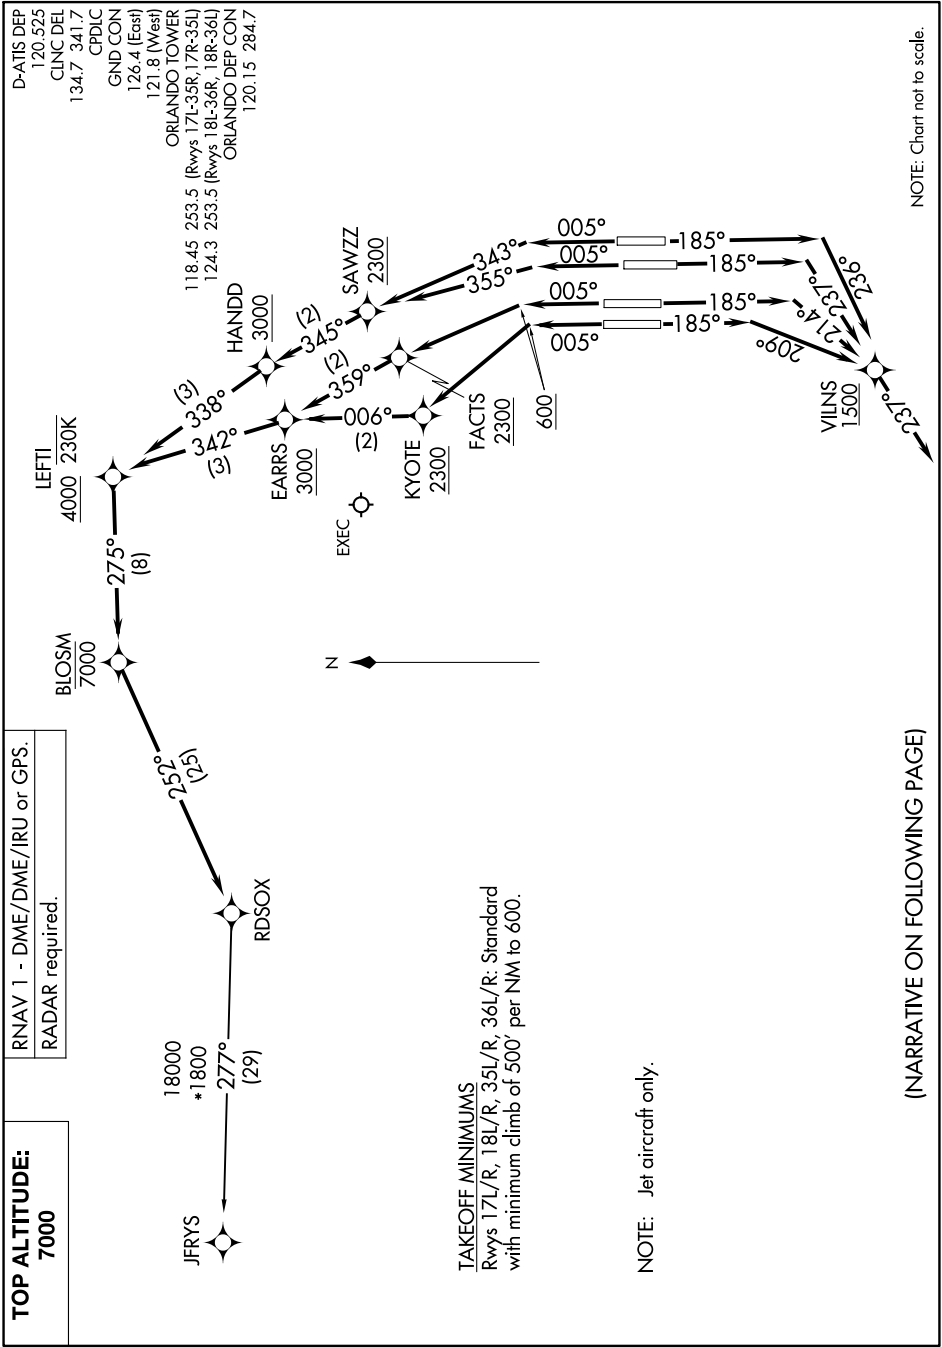 TOP ALTITUDE:
7000
RNAV 1 - DME/DME/IRU or GPS.
RADAR required.
D-ATIS DEP
120.525
CLNC DEL
134.7 341.7
CPDLC
GND CON
126.4 (East)
121.8 (West)
ORLANDO TOWER
118.45 253.5 (Rwys 17L-35R,17R-35L)
124.3 253.5 (Rwys 18L-36R, 18R-36L)
ORLANDO DEP CON
120.15 284.7
JFRYS
18000
*1800
277°
(29)
RDSOX
252°
(25)
BLOSM
7000
275°
(8)
LEFTI
4000 230K
338°
(3)
342°
(3)
HANDD
3000
345°
(2)
EARRS
3000
359°
(2)
006°
(2)
SAWZZ
2300
FACTS
2300
KYOTE
2300
EXEC
N
600
343°
355°
005°
005°
005°
005°
185°
185°
185°
185°
236°
237°
214°
209°
VILNS
1500
237°
TAKEOFF MINIMUMS
Rwys 17L/R, 18L/R, 35L/R, 36L/R: Standard
with minimum climb of 500' per NM to 600.
NOTE: Jet aircraft only.
NOTE: Chart not to scale.
(NARRATIVE ON FOLLOWING PAGE)